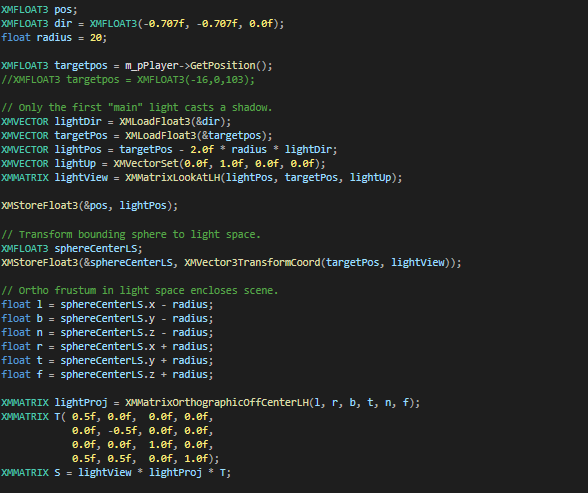 XMFLOAT3 pos;
XMFLOAT3 dir = XMFLOAT3(-0.707f, -0.707f, 0.0f);
float radius = 20;

XMFLOAT3 targetpos = m_pPlayer->GetPosition();
//XMFLOAT3 targetpos = XMFLOAT3(-16,0,103);

// Only the first "main" light casts a shadow.
XMVECTOR lightDir = XMLoadFloat3(&dir);
XMVECTOR targetPos = XMLoadFloat3(&targetpos);
XMVECTOR lightPos = targetPos - 2.0f * radius * lightDir;
XMVECTOR lightUp = XMVectorSet(0.0f, 1.0f, 0.0f, 0.0f);
XMMATRIX lightView = XMMatrixLookAtLH(lightPos, targetPos, lightUp);

XMStoreFloat3(&pos, lightPos);

// Transform bounding sphere to light space.
XMFLOAT3 sphereCenterLS;
XMStoreFloat3(&sphereCenterLS, XMVector3TransformCoord(targetPos, lightView));

// Ortho frustum in light space encloses scene.
float l = sphereCenterLS.x - radius;
float b = sphereCenterLS.y - radius;
float n = sphereCenterLS.z - radius;
float r = sphereCenterLS.x + radius;
float t = sphereCenterLS.y + radius;
float f = sphereCenterLS.z + radius;

XMMATRIX lightProj = XMMatrixOrthographicOffCenterLH(l, r, b, t, n, f);
XMMATRIX T( 0.5f, 0.0f, 0.0f, 0.0f,
0.0f, -0.5f, 0.0f, 0.0f,
0.0f, 0.0f, 1.0f, 0.0f,
0.5f, 0.5f, 0.0f, 1.0f);
XMMATRIX S = lightView * lightProj * T;